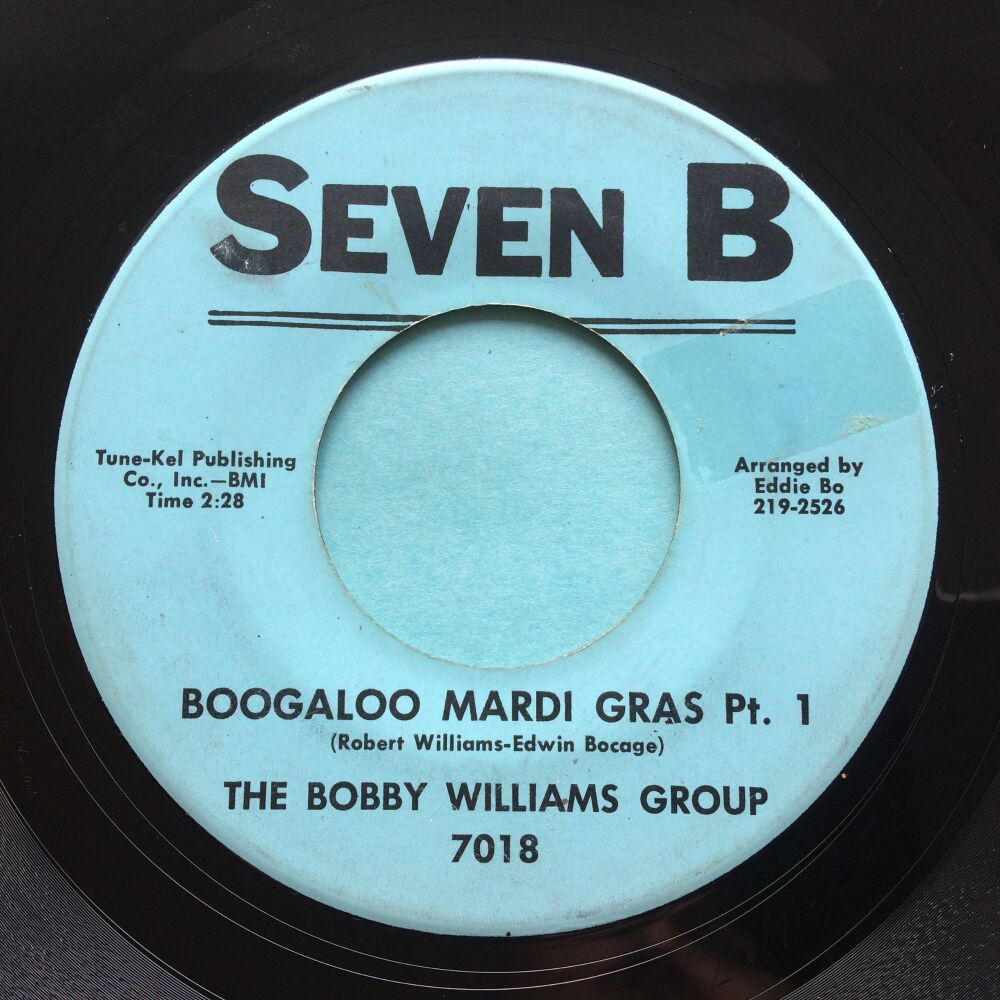 SEVEN B
Tune-Kel Publishing
Co., Inc.—BMI
Time 2:28
Arranged by
Eddie Bo
219-2526
BOOGALOO MARDI GRAS Pt. 1
(Robert Williams-Edwin Bocage)
THE BOBBY WILLIAMS GROUP
7018